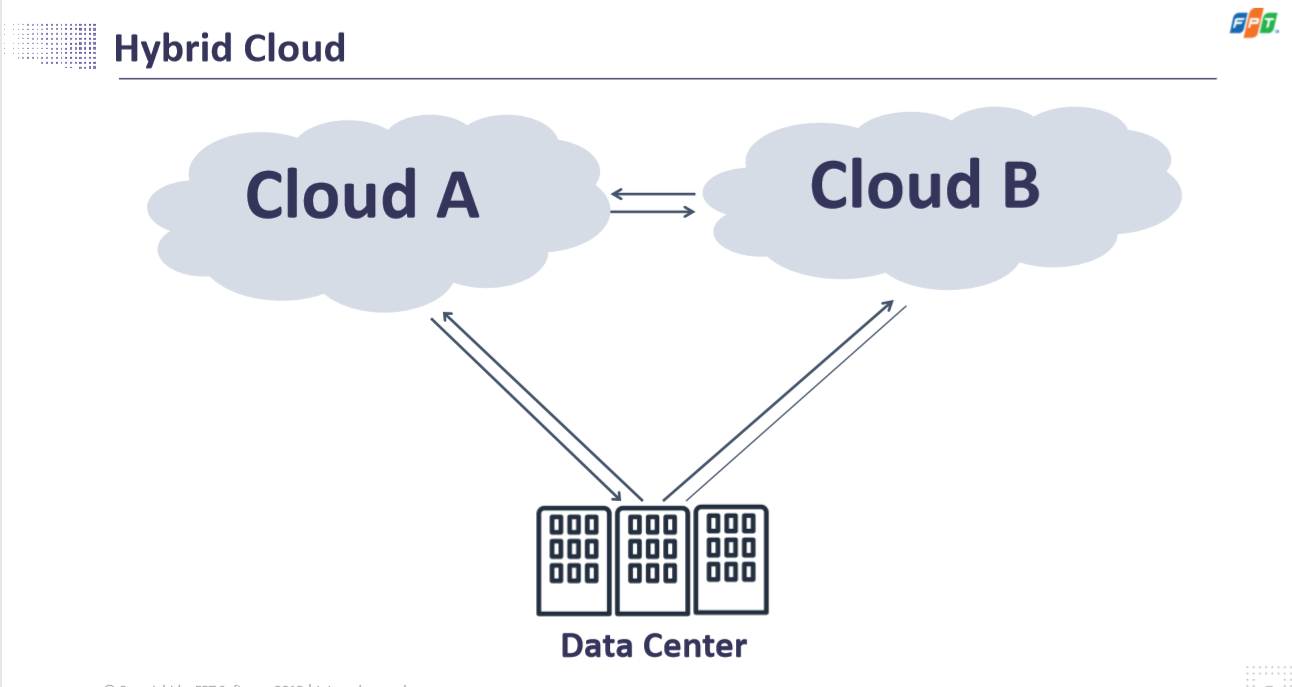 FPT
Hybrid Cloud
Cloud A
Cloud B
Data Center